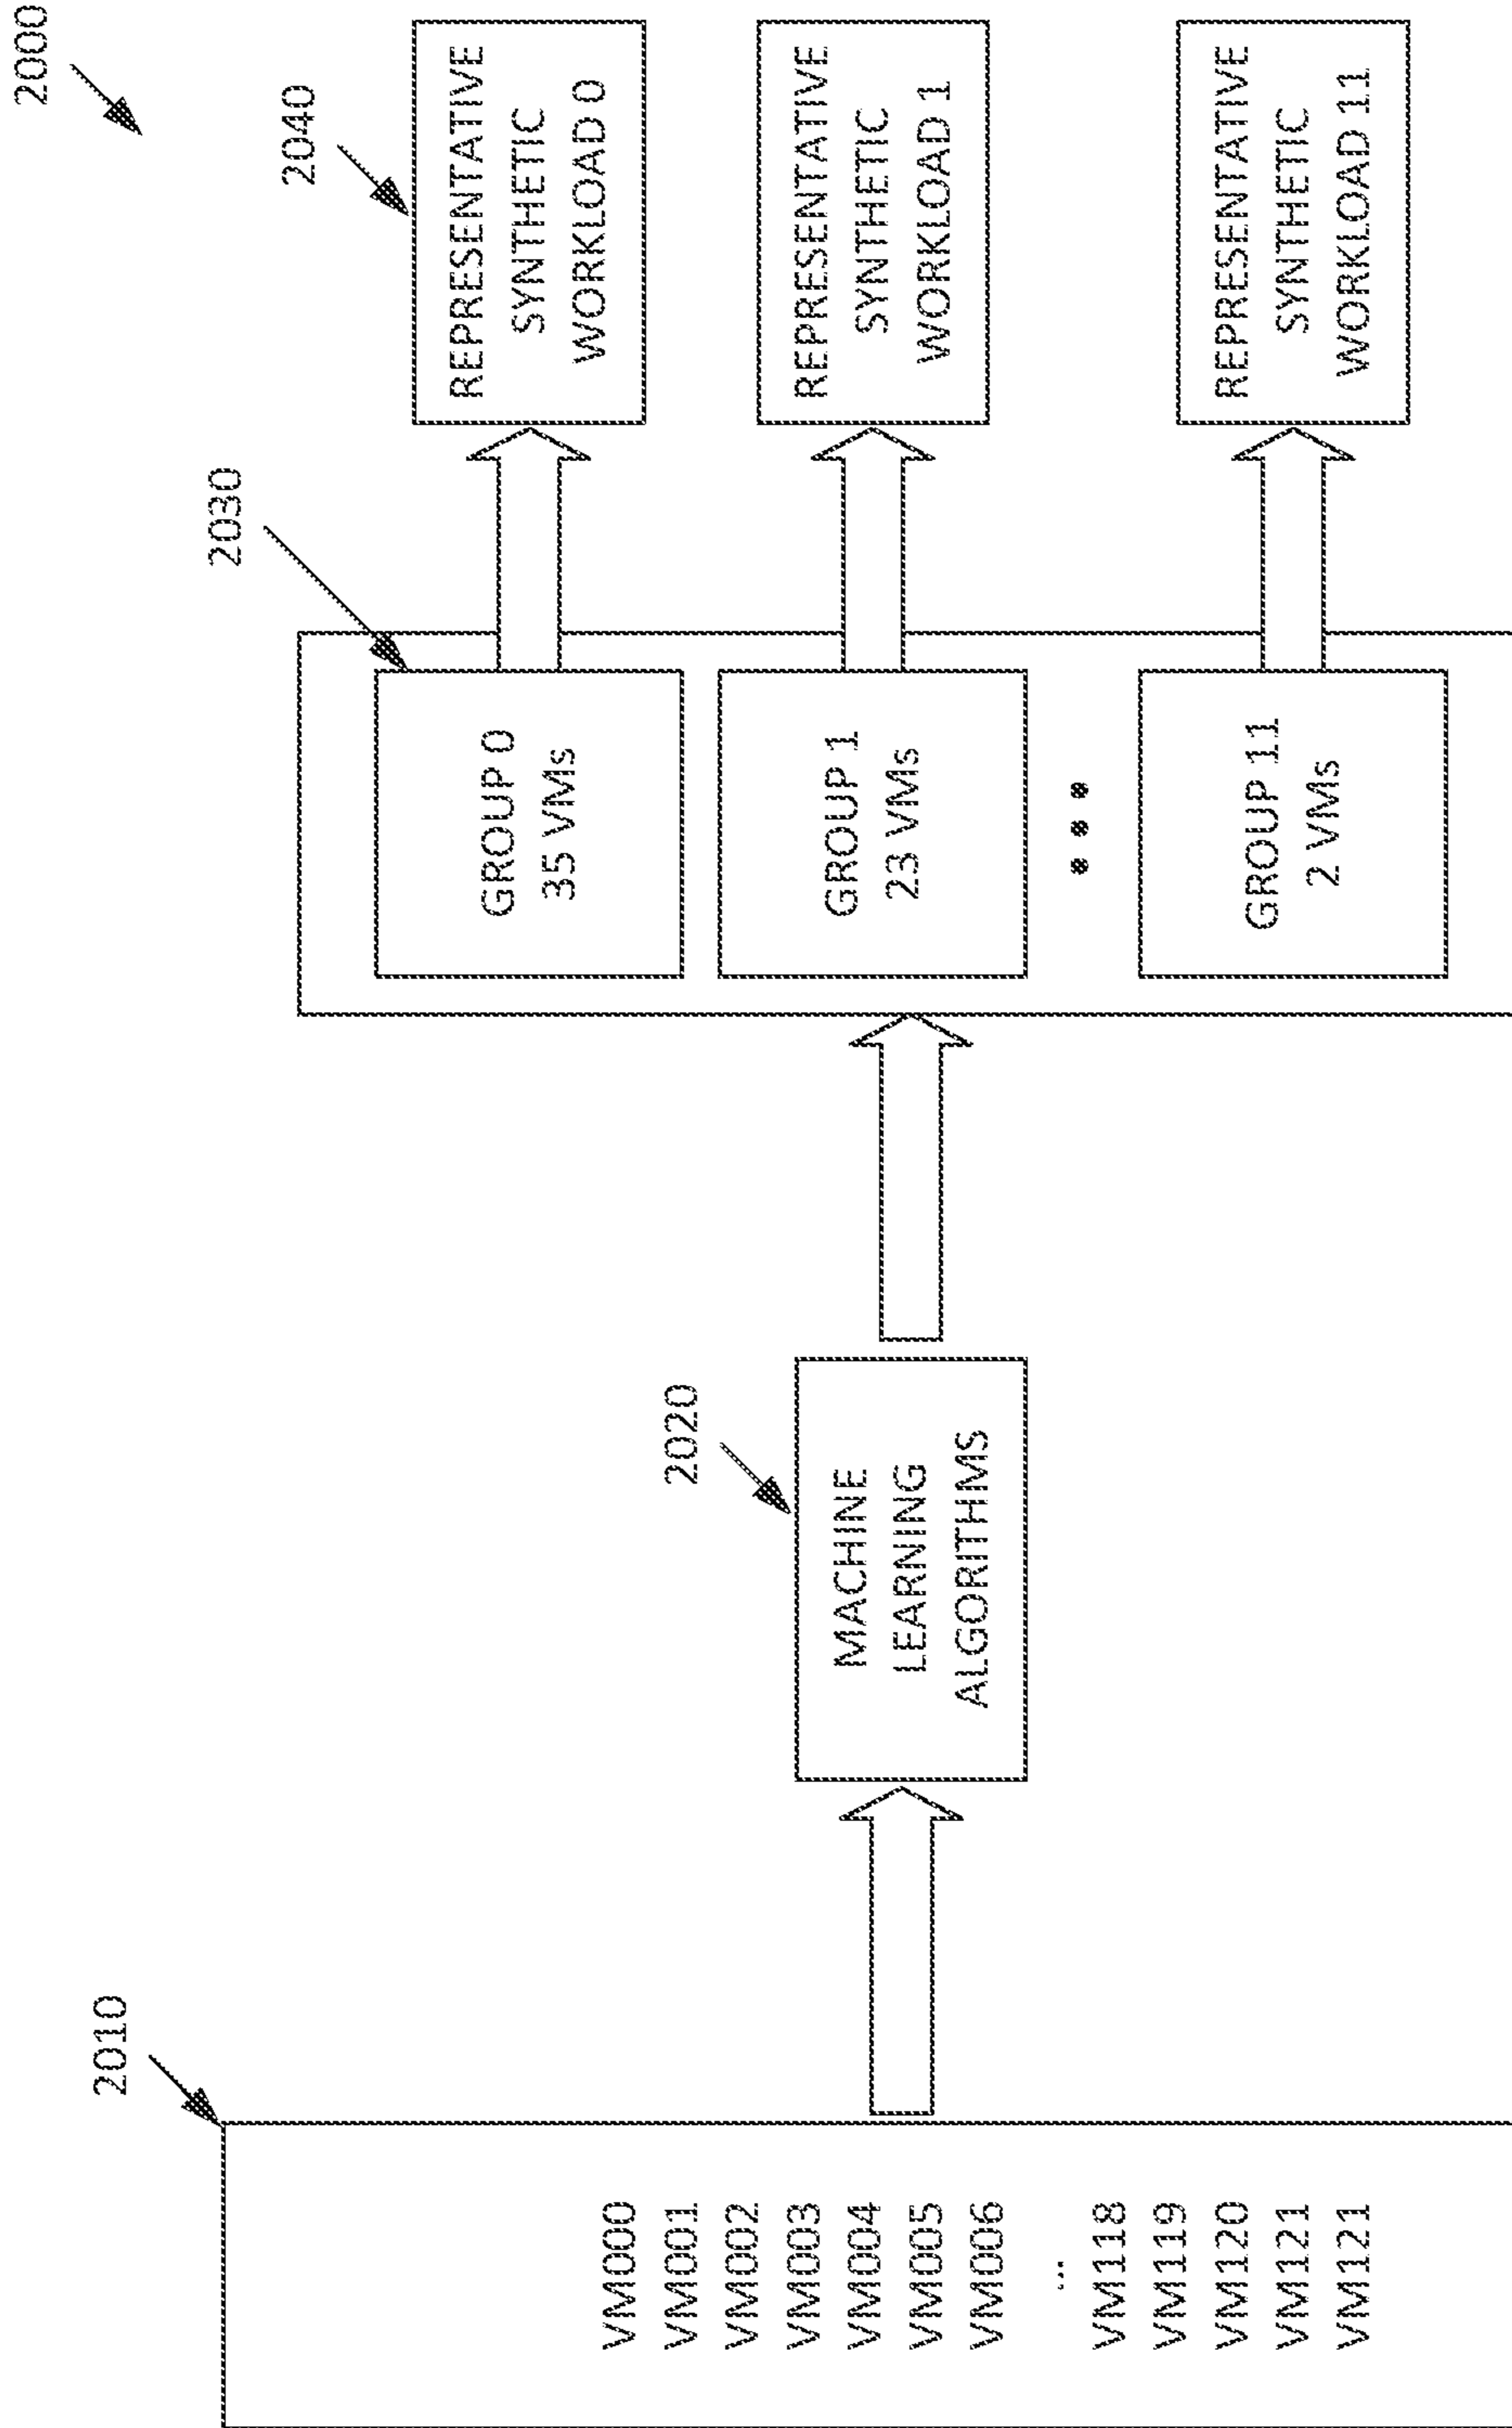 2000
2010
VM000
VM001
VM002
VM003
VM004
VM005
VM006
...
VM118
VM119
VM120
VM121
VM121
2020
MACHINE
LEARNING
ALGORITHMS
2030
GROUP 0
35 VMs
GROUP 1
23 VMs
GROUP 11
2 VMs
2040
REPRESENTATIVE
SYNTHETIC
WORKLOAD 0
REPRESENTATIVE
SYNTHETIC
WORKLOAD 1
REPRESENTATIVE
SYNTHETIC
WORKLOAD 11